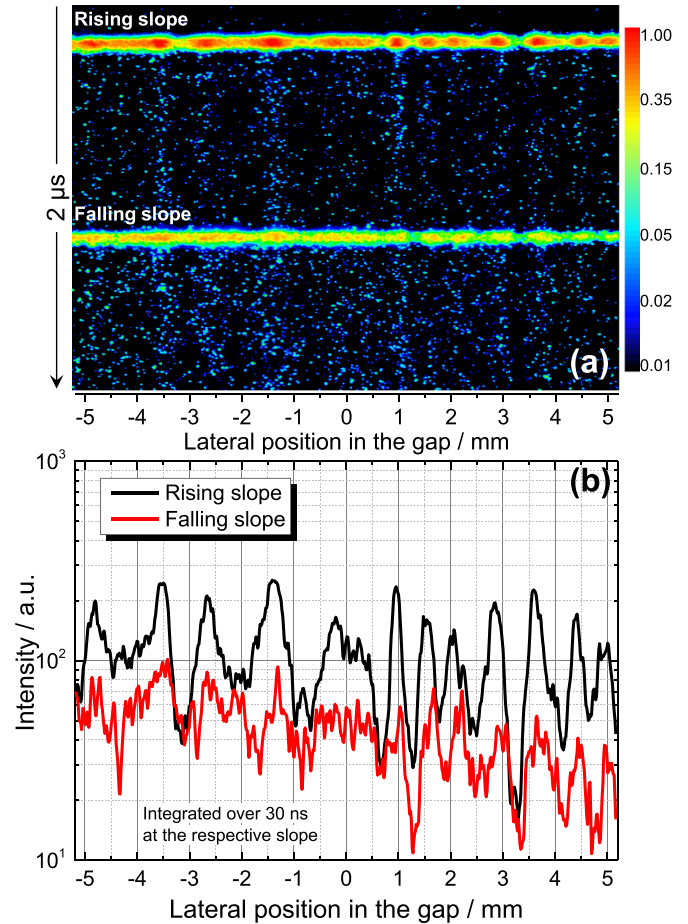 Rising slope
1.00
0.35
0.15
2 μs
Falling slope
0.05
0.02
(a)
0.01
-5 -4 -3 -2 -1 0 1 2 3 4 5
Lateral position in the gap / mm
10³
(b)
Rising slope
Falling slope
Intensity / a.u.
10²
Integrated over 30 ns
at the respective slope
10¹
-5 -4 -3 -2 -1 0 1 2 3 4 5
Lateral position in the gap / mm